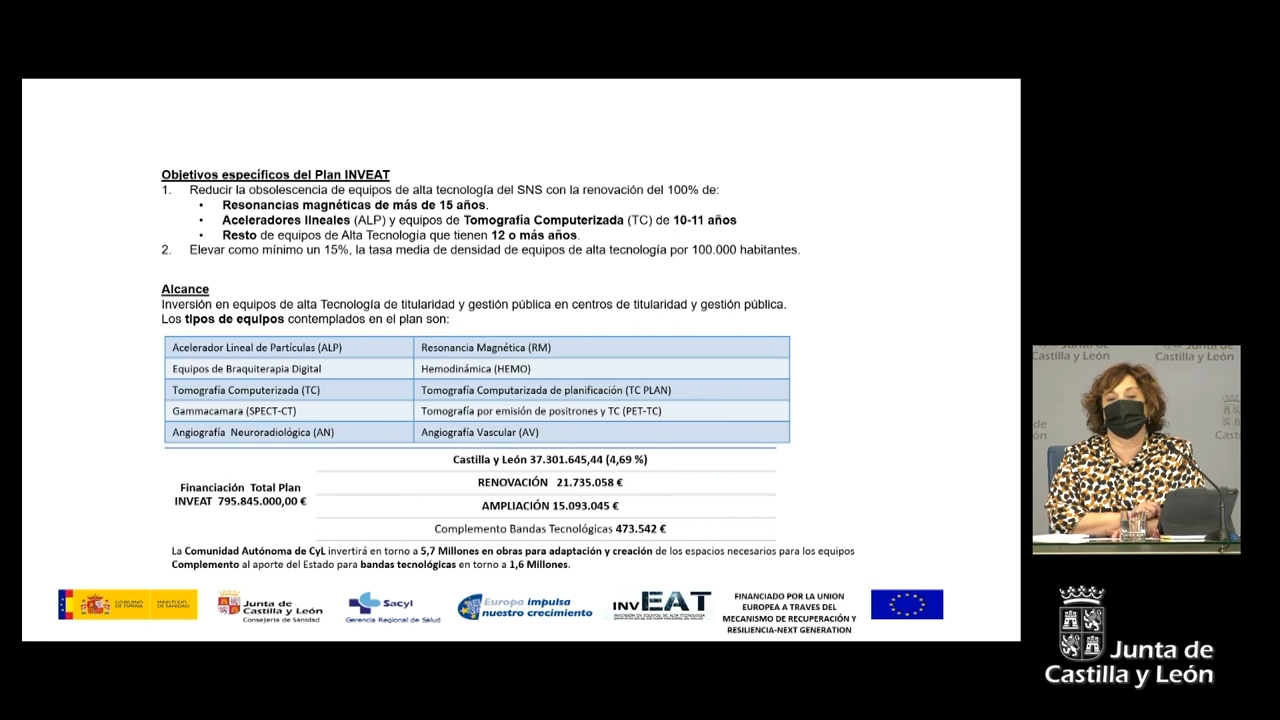 Objetivos específicos del Plan INVEAT
1. Reducir la obsolescencia de equipos de alta tecnología del SNS con la renovación del 100% de:
• Resonancias magnéticas de más de 15 años.
• Aceleradores lineales (ALP) y equipos de Tomografía Computerizada (TC) de 10-11 años
• Resto de equipos de Alta Tecnología que tienen 12 o más años.
2. Elevar como mínimo un 15%, la tasa media de densidad de equipos de alta tecnología por 100.000 habitantes.
Alcance
Inversión en equipos de alta Tecnología de titularidad y gestión pública en centros de titularidad y gestión pública.
Los tipos de equipos contemplados en el plan son:
Acelerador Lineal de Partículas (ALP) Resonancia Magnética (RM)
Equipos de Braquiterapia Digital Hemodinámica (HEMO)
Tomografía Computerizada (TC) Tomografía Computarizada de planificación (TC PLAN)
Gammacamara (SPECT-CT) Tomografía por emisión de positrones y TC (PET-TC)
Angiografía Neuroradiológica (AN) Angiografía Vascular (AV)
Financiación Total Plan
INVEAT 795.845.000,00 €
Castilla y León 37.301.645,44 (4,69 %)
RENOVACIÓN 21.735.058 €
AMPLIACIÓN 15.093.045 €
Complemento Bandas Tecnológicas 473.542 €
La Comunidad Autónoma de CyL invertirá en torno a 5,7 Millones en obras para adaptación y creación de los espacios necesarios para los equipos
Complemento al aporte del Estado para bandas tecnológicas en torno a 1,6 Millones.
GOBIERNO DE ESPAÑA
MINISTERIO DE SANIDAD
Junta de
Castilla y León
Consejería de Sanidad
Sacyl
Gerencia Regional de Salud
Europa impulsa
nuestro crecimiento
INVEAT
FINANCIADO POR LA UNION
EUROPEA A TRAVES DEL
MECANISMO DE RECUPERACIÓN Y
RESILIENCIA-NEXT GENERATION
Castilla y León
Castilla y León
Junta de
Castilla y León